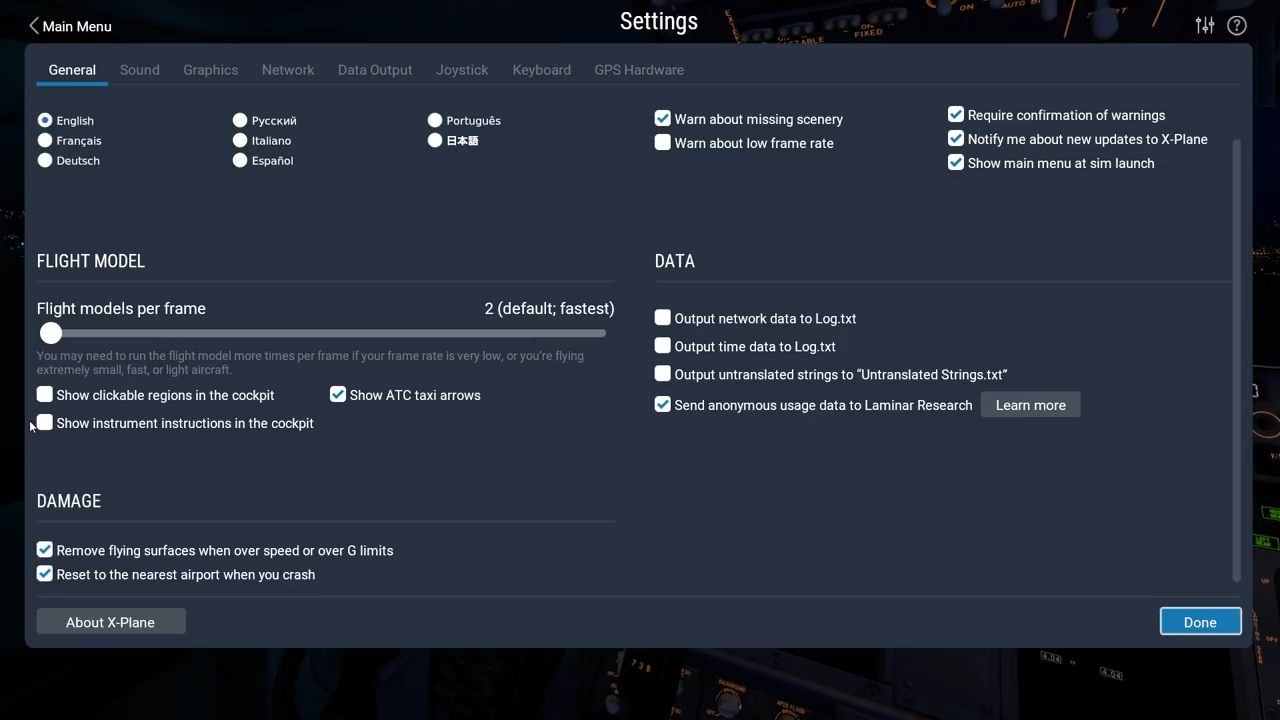 Main Menu
Settings
General Sound Graphics Network Data Output Joystick Keyboard GPS Hardware
English
Français
Deutsch
Русский
Italiano
Español
Português
日本語
Warn about missing scenery
Warn about low frame rate
Require confirmation of warnings
Notify me about new updates to X-Plane
Show main menu at sim launch
FLIGHT MODEL
Flight models per frame 2 (default; fastest)
You may need to run the flight model more times per frame if your frame rate is very low, or you're flying
extremely small, fast, or light aircraft.
Show clickable regions in the cockpit
Show ATC taxi arrows
Show instrument instructions in the cockpit
DATA
Output network data to Log.txt
Output time data to Log.txt
Output untranslated strings to “Untranslated Strings.txt”
Send anonymous usage data to Laminar Research
Learn more
DAMAGE
Remove flying surfaces when over speed or over G limits
Reset to the nearest airport when you crash
About X-Plane
Done
ON
FIXED
4.04
4.04